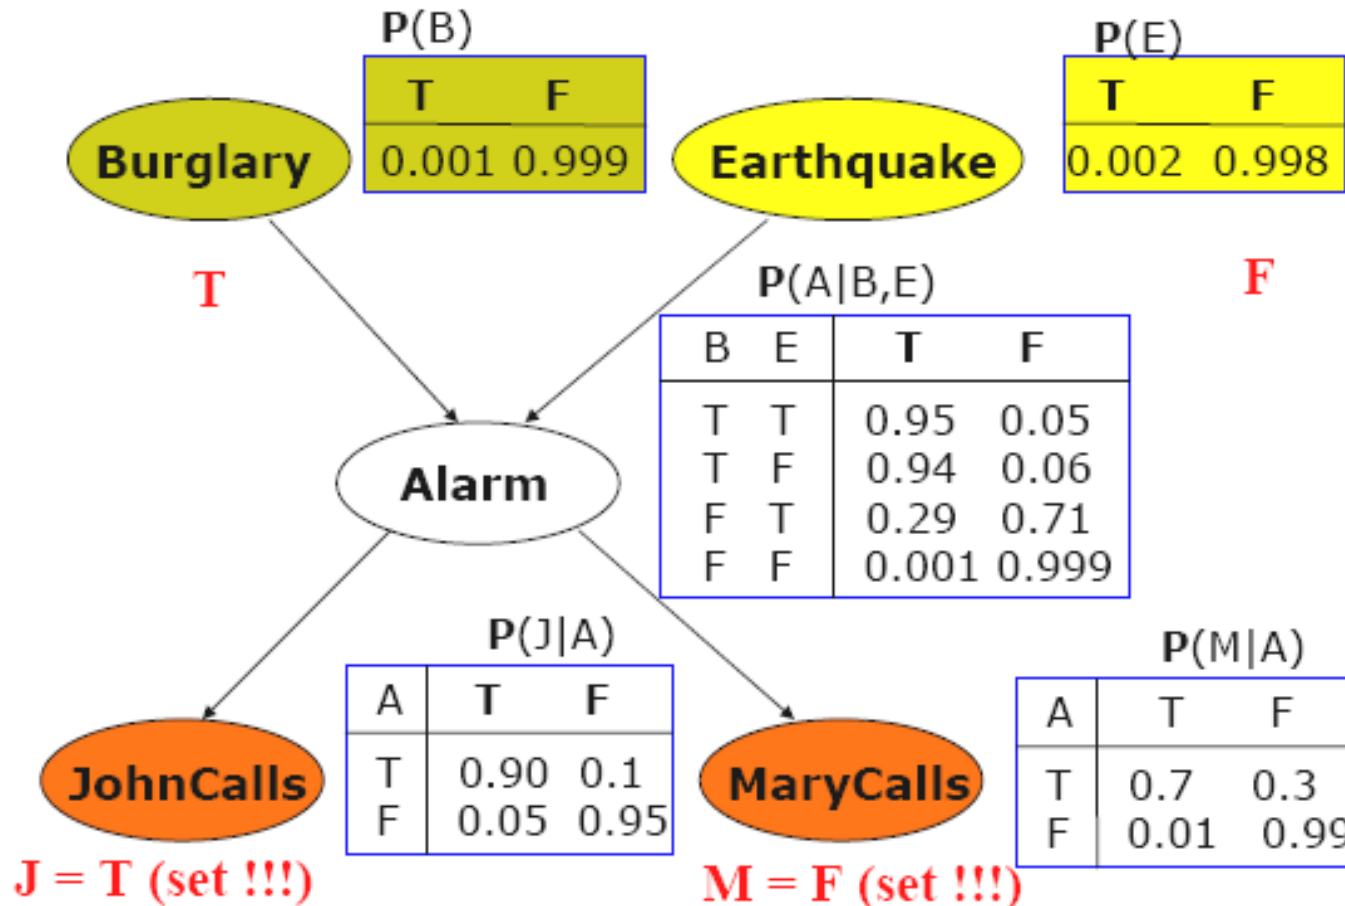 P(B)
T F
0.001 0.999
Burglary
T
P(E)
T F
0.002 0.998
Earthquake
F
P(A|B,E)
B E T F
T T 0.95 0.05
T F 0.94 0.06
F T 0.29 0.71
F F 0.001 0.999
Alarm
P(J|A)
A T F
T 0.90 0.1
F 0.05 0.95
JohnCalls
J = T (set !!!)
P(M|A)
A T F
T 0.7 0.3
F 0.01 0.99
MaryCalls
M = F (set !!!)